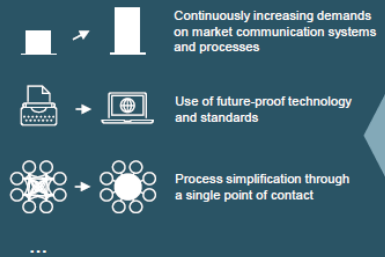 Continuously increasing demands
on market communication systems
and processes
Use of future-proof technology
and standards
Process simplification through
a single point of contact
...